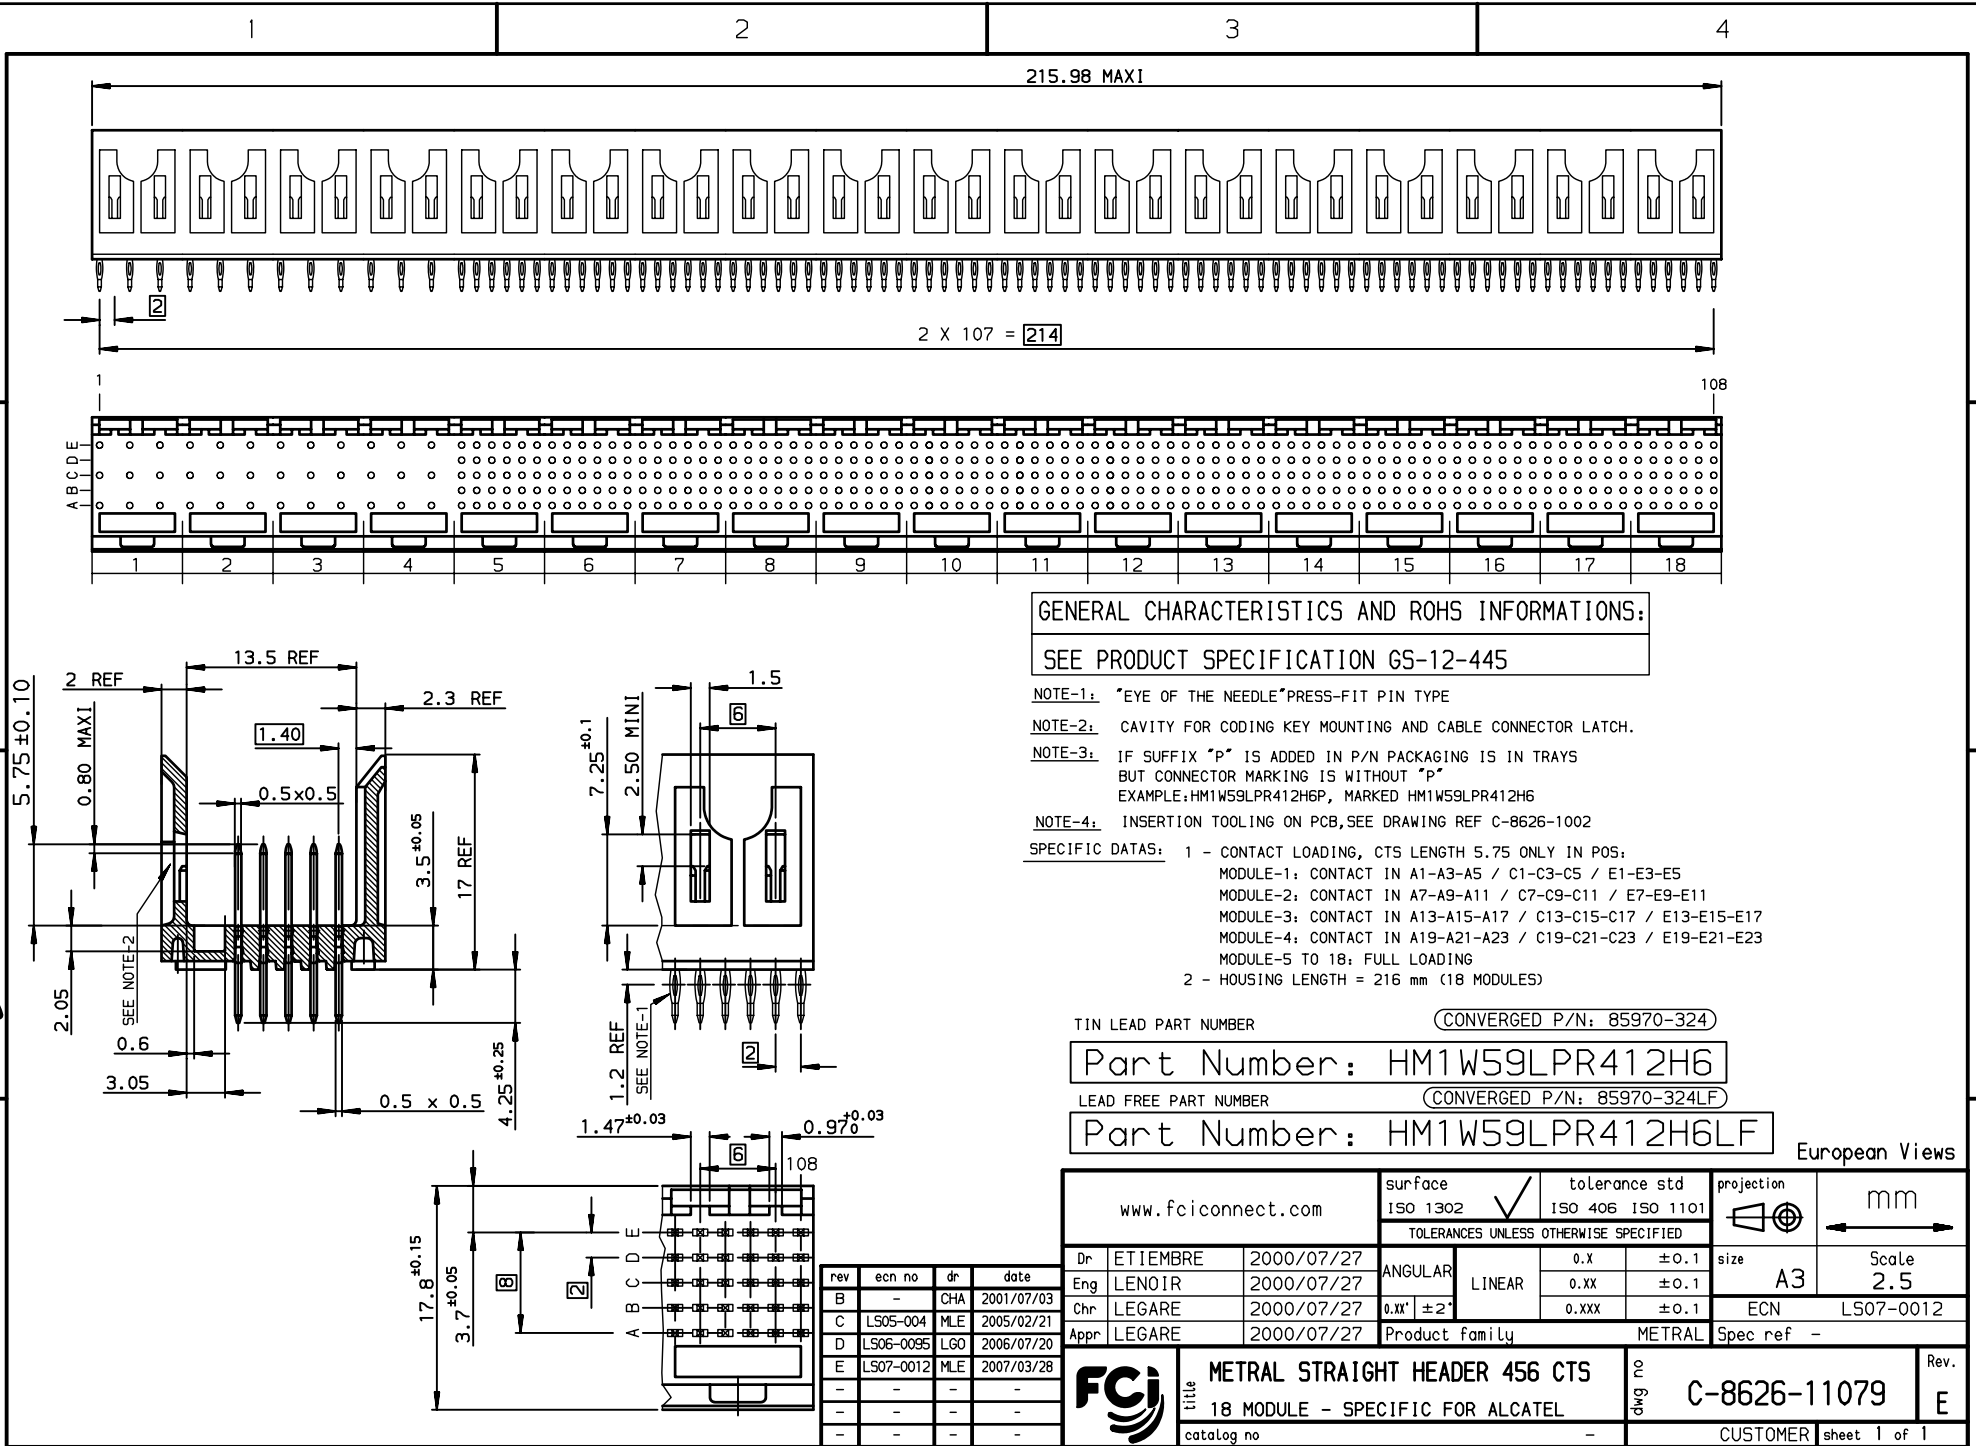 1 2 3 4
215.98 MAXI
2
2 X 107 = 214
1 108
E
D
C
B
A
1 2 3 4 5 6 7 8 9 10 11 12 13 14 15 16 17 18
GENERAL CHARACTERISTICS AND ROHS INFORMATIONS:
SEE PRODUCT SPECIFICATION GS-12-445
NOTE-1: "EYE OF THE NEEDLE"PRESS-FIT PIN TYPE
NOTE-2: CAVITY FOR CODING KEY MOUNTING AND CABLE CONNECTOR LATCH.
NOTE-3: IF SUFFIX "P" IS ADDED IN P/N PACKAGING IS IN TRAYS
BUT CONNECTOR MARKING IS WITHOUT "P"
EXAMPLE:HM1W59LPR412H6P, MARKED HM1W59LPR412H6
NOTE-4: INSERTION TOOLING ON PCB,SEE DRAWING REF C-8626-1002
SPECIFIC DATAS: 1 - CONTACT LOADING, CTS LENGTH 5.75 ONLY IN POS:
MODULE-1: CONTACT IN A1-A3-A5 / C1-C3-C5 / E1-E3-E5
MODULE-2: CONTACT IN A7-A9-A11 / C7-C9-C11 / E7-E9-E11
MODULE-3: CONTACT IN A13-A15-A17 / C13-C15-C17 / E13-E15-E17
MODULE-4: CONTACT IN A19-A21-A23 / C19-C21-C23 / E19-E21-E23
MODULE-5 TO 18: FULL LOADING
2 - HOUSING LENGTH = 216 mm (18 MODULES)
13.5 REF
2 REF
2.3 REF
5.75±0.10
0.80 MAXI
1.40
0.5x0.5
3.5±0.05
17 REF
2.05
SEE NOTE-2
0.6
3.05
0.5 x 0.5
4.25±0.25
1.5
6
7.25±0.1
2.50 MINI
1.2 REF
SEE NOTE-1
2
TIN LEAD PART NUMBER
CONVERGED P/N: 85970-324
Part Number: HM1W59LPR412H6
LEAD FREE PART NUMBER
CONVERGED P/N: 85970-324LF
Part Number: HM1W59LPR412H6LF
European Views
1.47±0.03
0.97 +0.03 0
6
108
17.8±0.15
3.7±0.05
8
2
E
D
C
B
A
rev ecn no dr date
B - CHA 2001/07/03
C LS05-004 MLE 2005/02/21
D LS06-0095 LGO 2006/07/20
E LS07-0012 MLE 2007/03/28
- - - -
- - - -
- - - -
www.fciconnect.com
surface
ISO 1302
tolerance std
ISO 406 ISO 1101
TOLERANCES UNLESS OTHERWISE SPECIFIED
projection
mm
Dr ETIEMBRE 2000/07/27
Eng LENOIR 2000/07/27
Chr LEGARE 2000/07/27
Appr LEGARE 2000/07/27
ANGULAR
0.XX° ±2°
LINEAR
0.X ±0.1
0.XX ±0.1
0.XXX ±0.1
Product family METRAL
size A3
Scale 2.5
ECN LS07-0012
Spec ref -
FCi
title
METRAL STRAIGHT HEADER 456 CTS
18 MODULE - SPECIFIC FOR ALCATEL
dwg no
C-8626-11079
Rev.
E
catalog no -
CUSTOMER sheet 1 of 1